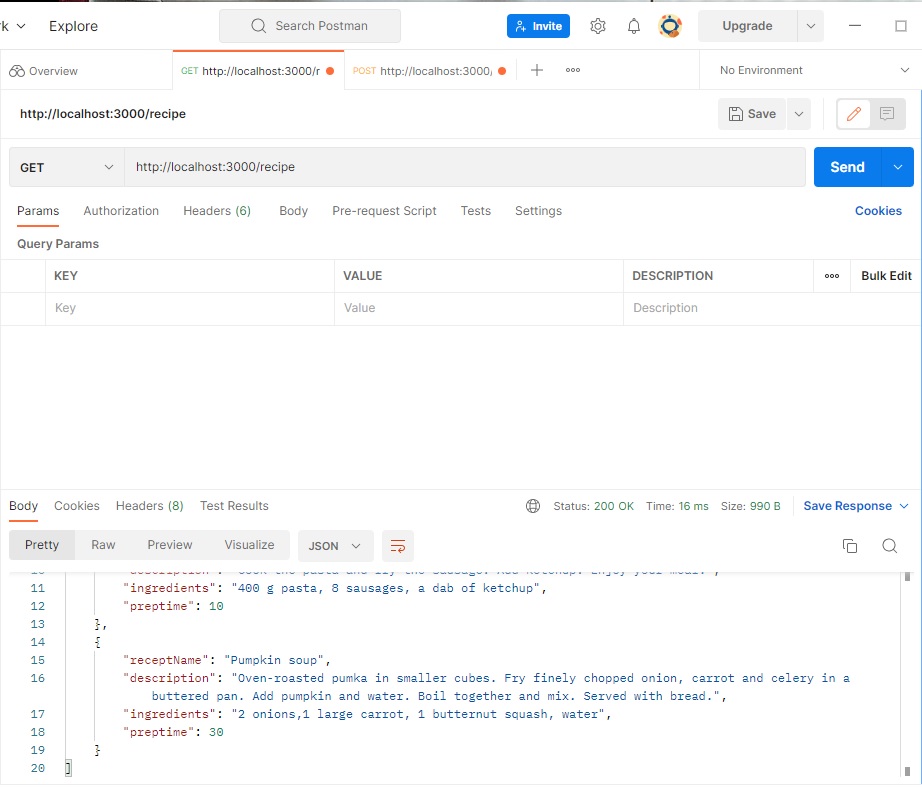 k Explore Search Postman Invite Upgrade
Overview GET http://localhost:3000/r POST http://localhost:3000, + ooo No Environment
http://localhost:3000/recipe Save
GET http://localhost:3000/recipe Send
Params Authorization Headers (6) Body Pre-request Script Tests Settings Cookies
Query Params
KEY VALUE DESCRIPTION ooo Bulk Edit
Key Value Description
Body Cookies Headers (8) Test Results Status: 200 OK Time: 16 ms Size: 990 B Save Response
Pretty Raw Preview Visualize JSON
11 "ingredients": "400 g pasta, 8 sausages, a dab of ketchup",
12 "preptime": 10
13 },
14 {
15 "receptName": "Pumpkin soup",
16 "description": "Oven-roasted pumka in smaller cubes. Fry finely chopped onion, carrot and celery in a
buttered pan. Add pumpkin and water. Boil together and mix. Served with bread.",
17 "ingredients": "2 onions,1 large carrot, 1 butternut squash, water",
18 "preptime": 30
19 }
20 ]